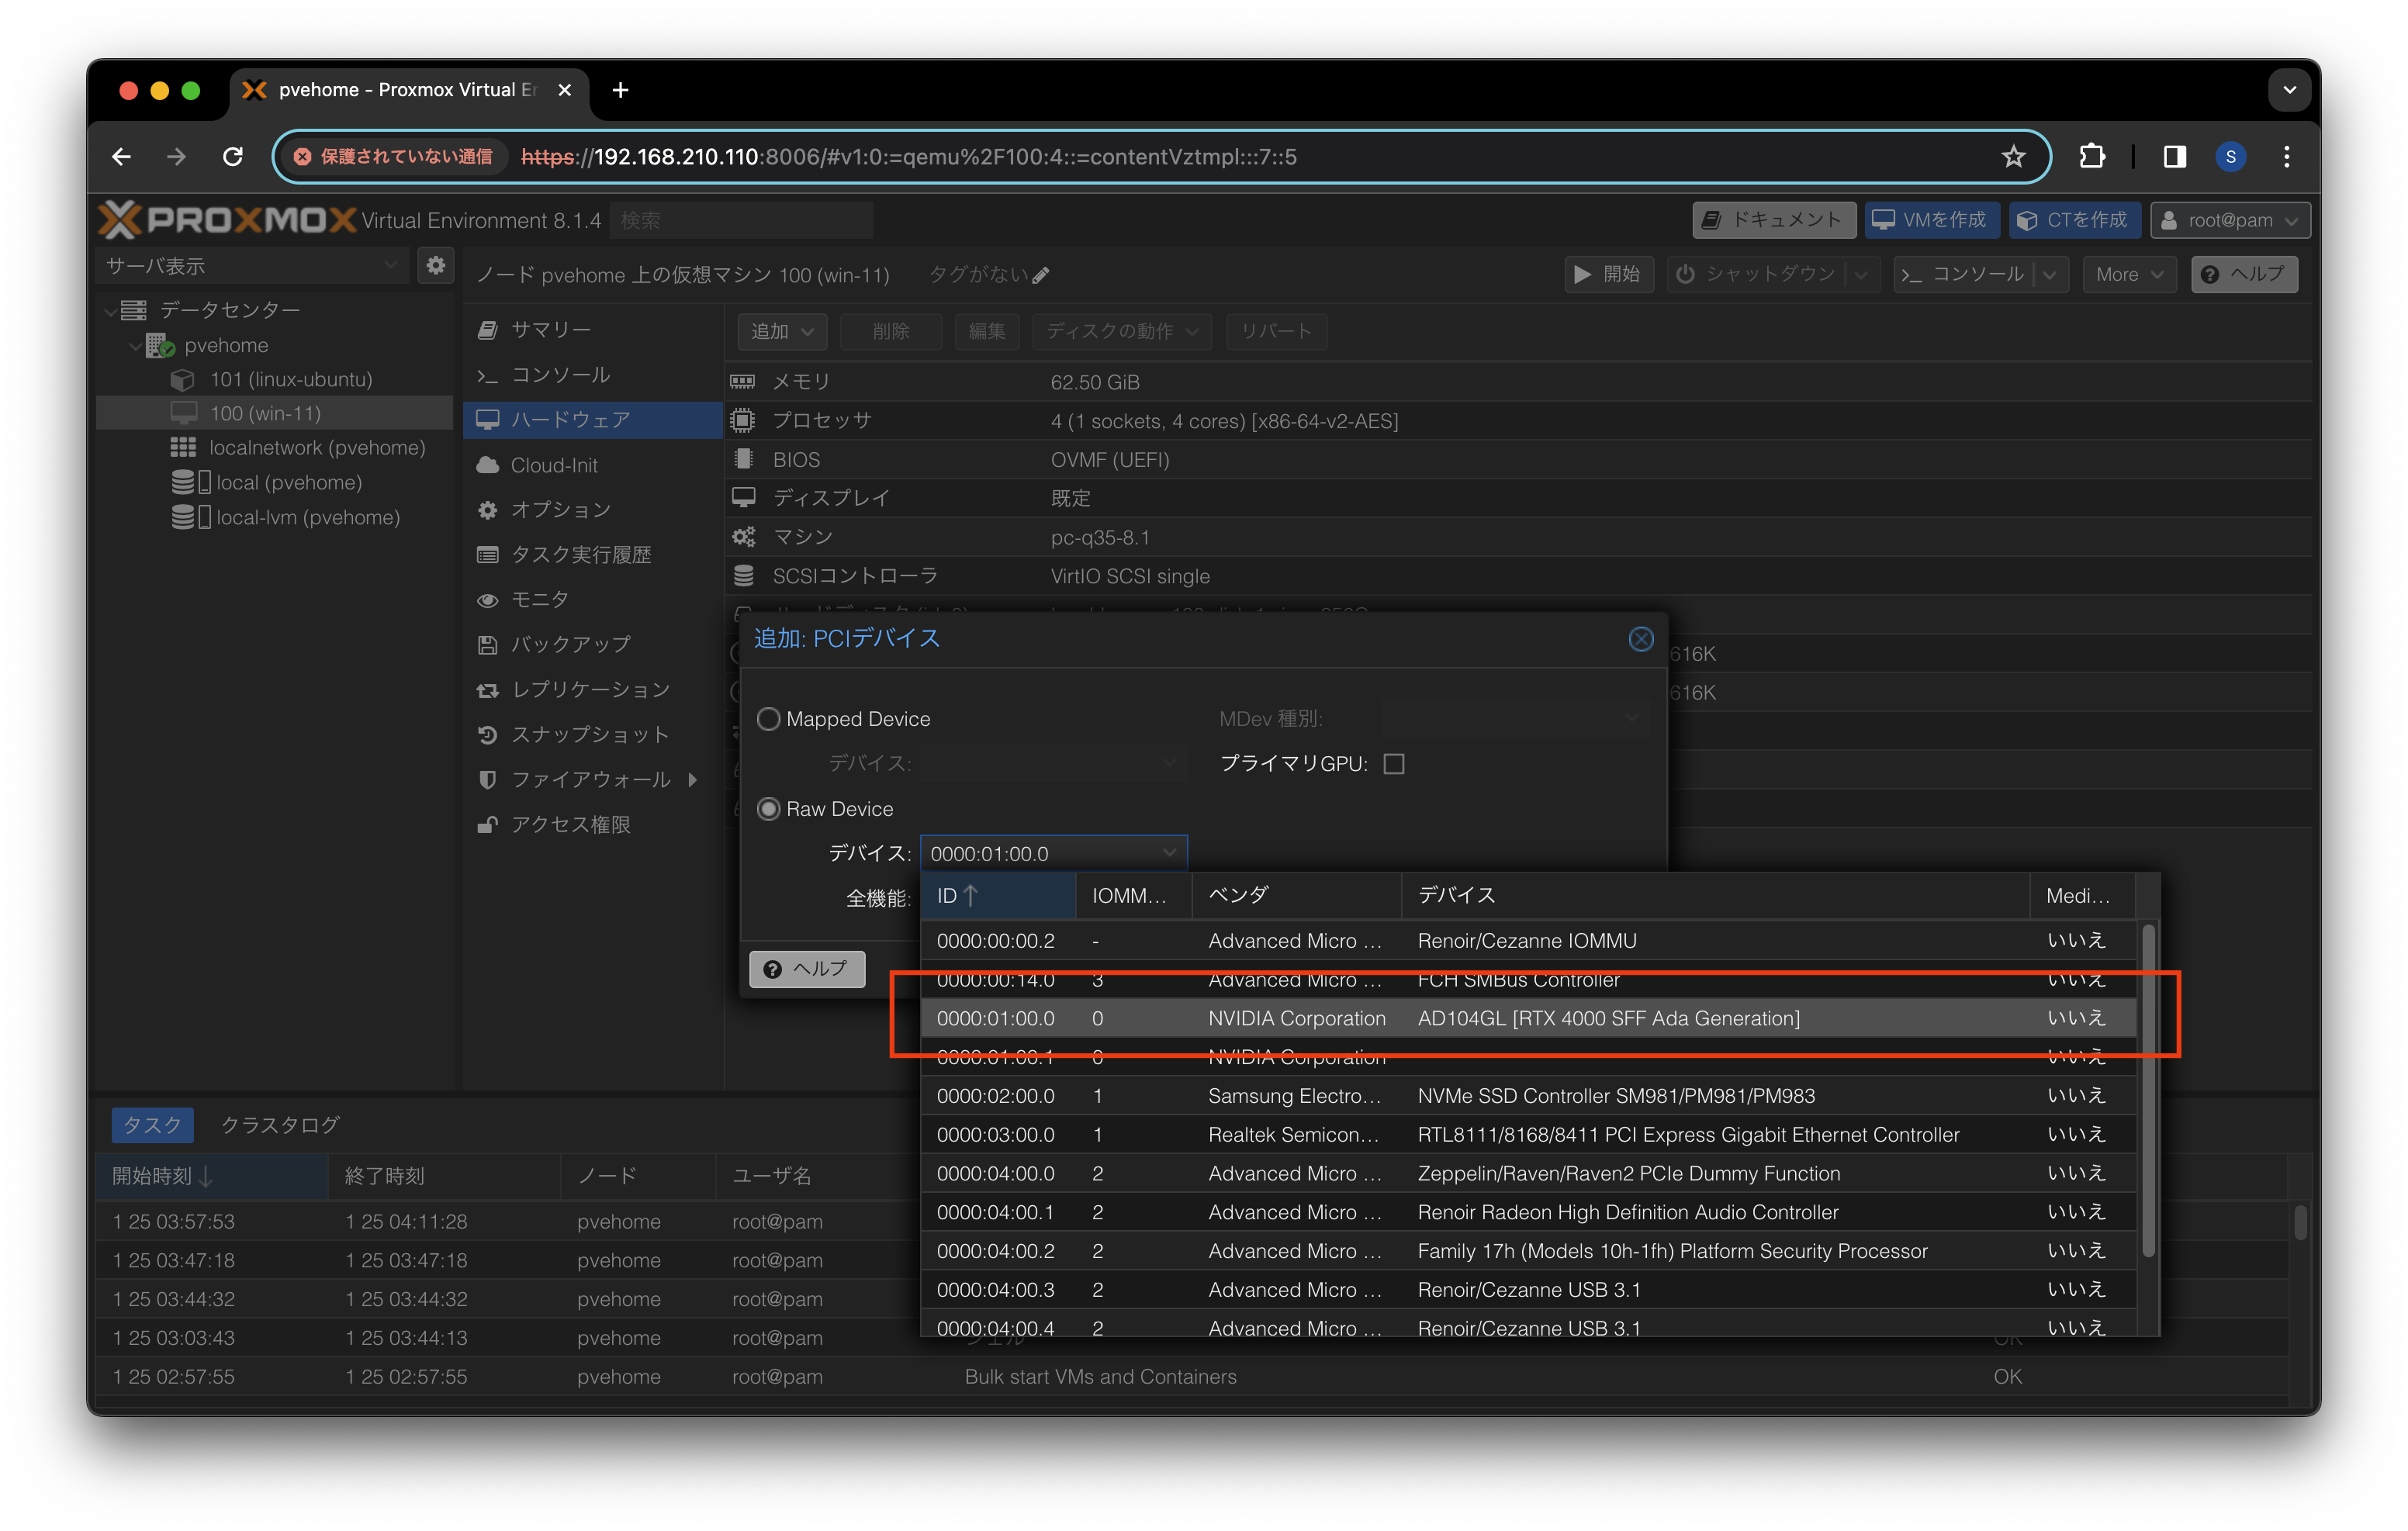 pvehome - Proxmox Virtual Er
保護されていない通信 https://192.168.210.110:8006/#v1:0:=qemu%2F100:4::=contentVztmpl:::7::5
S
PROXMOX Virtual Environment 8.1.4 検索 ドキュメント VMを作成 CTを作成 root@pam
サーバ表示
ノード pvehome 上の仮想マシン 100 (win-11) タグがない 開始 シャットダウン コンソール More ヘルプ
データセンター
pvehome
101 (linux-ubuntu)
100 (win-11)
localnetwork (pvehome)
local (pvehome)
local-lvm (pvehome)
サマリー
コンソール
ハードウェア
Cloud-Init
オプション
タスク実行履歴
モニタ
バックアップ
レプリケーション
スナップショット
ファイアウォール
アクセス権限
追加 削除 編集 ディスクの動作 リバート
メモリ 62.50 GiB
プロセッサ 4 (1 sockets, 4 cores) [x86-64-v2-AES]
BIOS OVMF (UEFI)
ディスプレイ 既定
マシン pc-q35-8.1
SCSIコントローラ VirtIO SCSI single
616K
616K
追加: PCIデバイス
Mapped Device MDev 種別:
デバイス: プライマリGPU:
Raw Device
デバイス: 0000:01:00.0
全機能:
ヘルプ
ID IOMM... ベンダ デバイス Medi...
0000:00:00.2 - Advanced Micro ... Renoir/Cezanne IOMMU いいえ
0000:00:14.0 3 Advanced Micro ... FCH SMBus Controller いいえ
0000:01:00.0 0 NVIDIA Corporation AD104GL [RTX 4000 SFF Ada Generation] いいえ
0000:01:00.1 0 NVIDIA Corporation いいえ
0000:02:00.0 1 Samsung Electro... NVMe SSD Controller SM981/PM981/PM983 いいえ
0000:03:00.0 1 Realtek Semicon... RTL8111/8168/8411 PCI Express Gigabit Ethernet Controller いいえ
0000:04:00.0 2 Advanced Micro ... Zeppelin/Raven/Raven2 PCIe Dummy Function いいえ
0000:04:00.1 2 Advanced Micro ... Renoir Radeon High Definition Audio Controller いいえ
0000:04:00.2 2 Advanced Micro ... Family 17h (Models 10h-1fh) Platform Security Processor いいえ
0000:04:00.3 2 Advanced Micro ... Renoir/Cezanne USB 3.1 いいえ
0000:04:00.4 2 Advanced Micro ... Renoir/Cezanne USB 3.1 いいえ
タスク クラスタログ
開始時刻 終了時刻 ノード ユーザ名
1 25 03:57:53 1 25 04:11:28 pvehome root@pam
1 25 03:47:18 1 25 03:47:18 pvehome root@pam
1 25 03:44:32 1 25 03:44:32 pvehome root@pam
1 25 03:03:43 1 25 03:44:13 pvehome root@pam シェル OK
1 25 02:57:55 1 25 02:57:55 pvehome root@pam Bulk start VMs and Containers OK